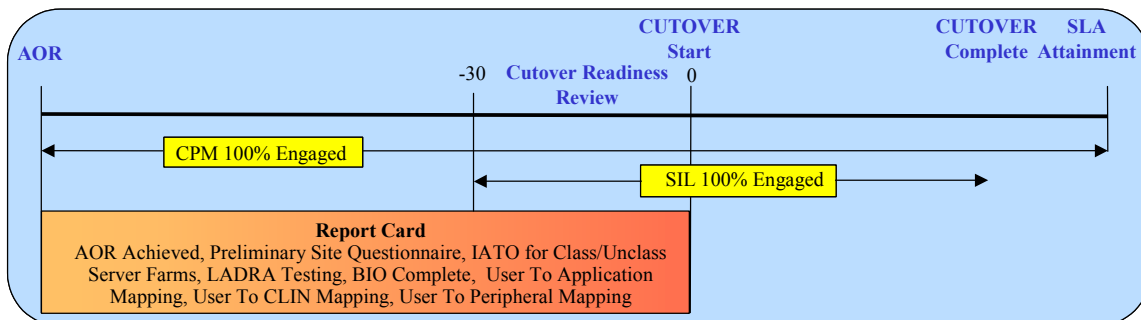 CUTOVER
Start
CUTOVER
Complete
SLA
Attainment
AOR
-30
Cutover Readiness
Review
0
CPM 100% Engaged
SIL 100% Engaged
Report Card
AOR Achieved, Preliminary Site Questionnaire, IATO for Class/Unclass
Server Farms, LADRA Testing, BIO Complete, User To Application
Mapping, User To CLIN Mapping, User To Peripheral Mapping